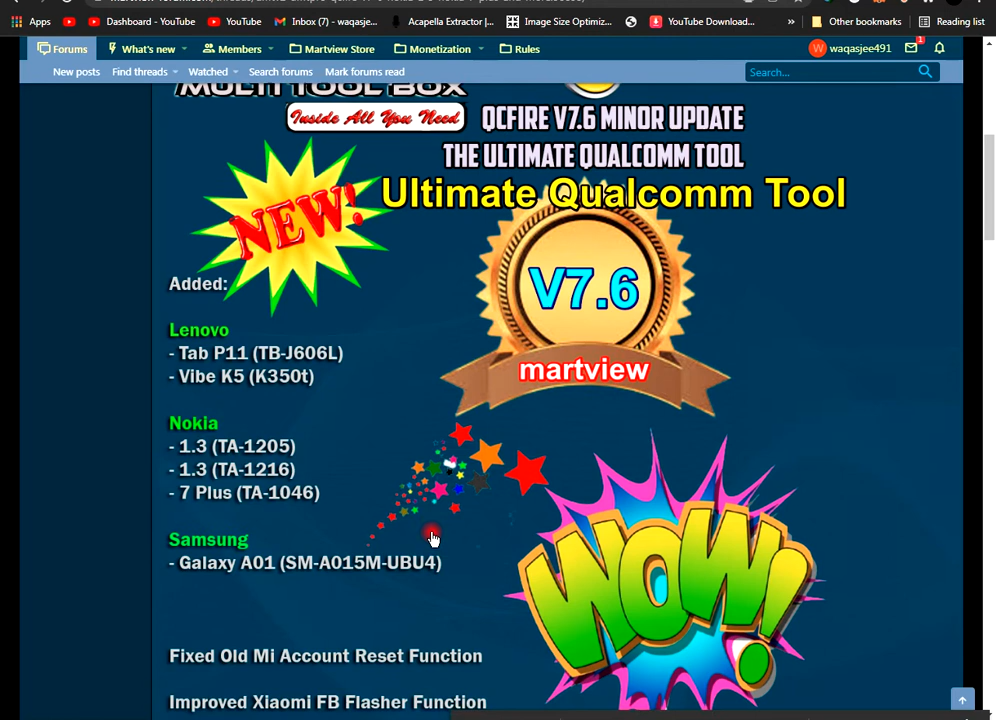 Apps
Dashboard - YouTube
YouTube
Inbox (7) - waqasje...
Acapella Extractor |...
Image Size Optimiz...
YouTube Download...
»
Other bookmarks
Reading list
Forums
What's new
Members
Martview Store
Monetization
Rules
W
waqasjee491
1
New posts
Find threads
Watched
Search forums
Mark forums read
Search...
MULTI TOOL BOX
Inside All You Need
QCFIRE V7.6 MINOR UPDATE
THE ULTIMATE QUALCOMM TOOL
NEW!
Ultimate Qualcomm Tool
V7.6
martview
Added:
Lenovo
- Tab P11 (TB-J606L)
- Vibe K5 (K350t)
Nokia
- 1.3 (TA-1205)
- 1.3 (TA-1216)
- 7 Plus (TA-1046)
Samsung
- Galaxy A01 (SM-A015M-UBU4)
WOW!
Fixed Old Mi Account Reset Function
Improved Xiaomi FB Flasher Function